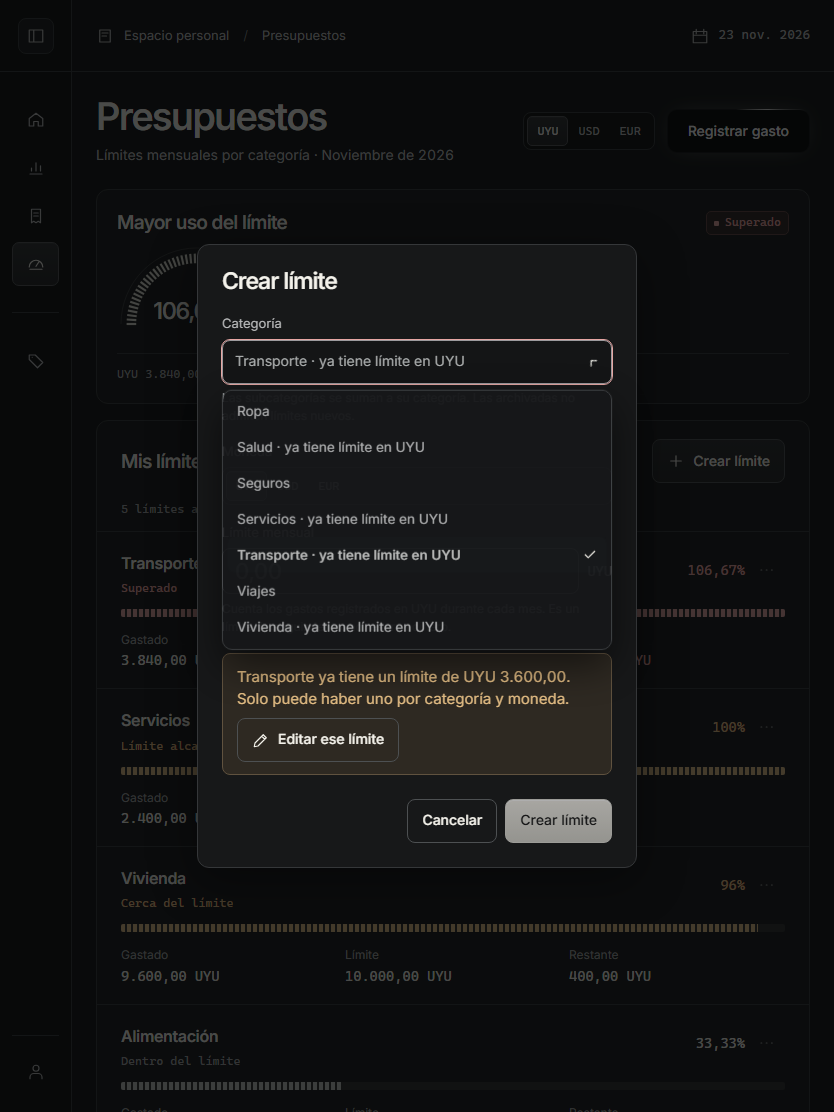 Espacio personal / Presupuestos
23 nov. 2026
Presupuestos
Límites mensuales por categoría · Noviembre de 2026
UYU USD EUR
Registrar gasto
Mayor uso del límite
Superado
106,
UYU 3.840,0
Crear límite
Categoría
Transporte · ya tiene límite en UYU
Ropa
Salud · ya tiene límite en UYU
Seguros
Servicios · ya tiene límite en UYU
Transporte · ya tiene límite en UYU
Viajes
Vivienda · ya tiene límite en UYU
Transporte ya tiene un límite de UYU 3.600,00.
Solo puede haber uno por categoría y moneda.
Editar ese límite
Cancelar
Crear límite
Mis límite
Crear límite
5 límites a
Transport
106,67%
Superado
Gastado
3.840,00
YU
Servicios
100%
Límite alca
Gastado
2.400,00
Vivienda
96%
Cerca del límite
Gastado Límite Restante
9.600,00 UYU 10.000,00 UYU 400,00 UYU
Alimentación
33,33%
Dentro del límite